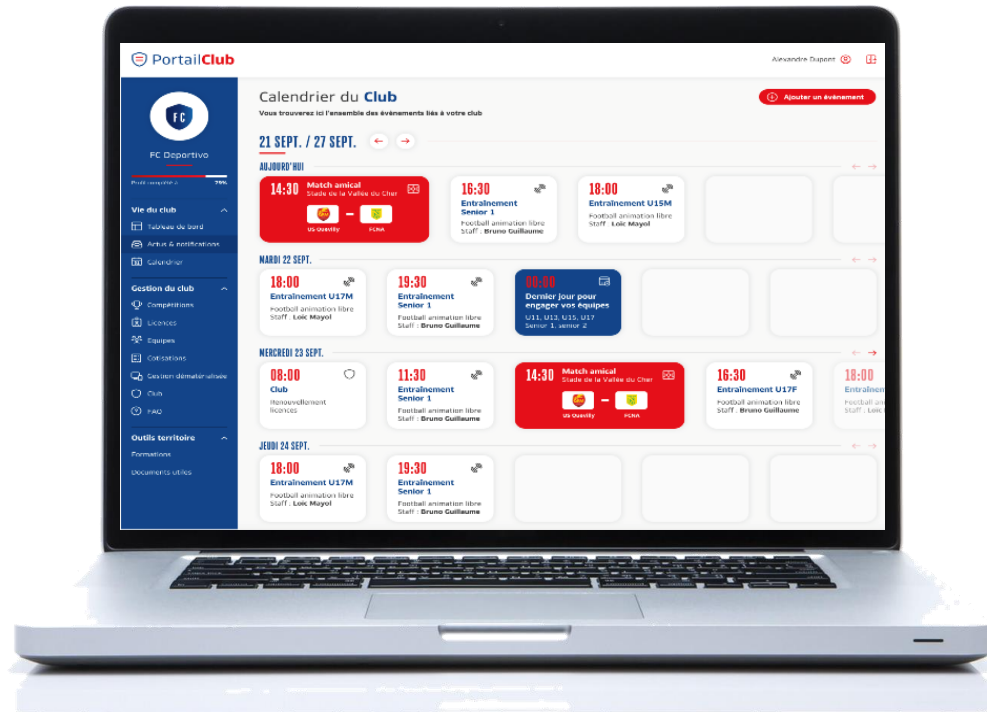 PortailClub
Alexandre Dupont
FC
FC Deportivo
79%
Vie du club
Tableau de bord
Actus & notifications
Calendrier
Gestion du club
Compétitions
Licences
Equipes
Cotisations
Gestion dématérialisée
Club
FAQ
Outils territoire
Formations
Documents utiles
Calendrier du Club
Vous trouverez ici l'ensemble des évènements liés à votre club
Ajouter un évènement
21 SEPT. / 27 SEPT.
AUJOURD'HUI
14:30 Match amical
Stade de la Vallée du Cher
US Quevilly
FCNA
16:30
Entraînement
Senior 1
Football animation libre
Staff : Bruno Guillaume
18:00
Entraînement U15M
Football animation libre
Staff : Loïc Mayol
MARDI 22 SEPT.
18:00
Entraînement U17M
Football animation libre
Staff : Loïc Mayol
19:30
Entraînement
Senior 1
Football animation libre
Staff : Bruno Guillaume
00:00
Dernier jour pour
engager vos équipes
U11, U13, U15, U17
Senior 1, senior 2
MERCREDI 23 SEPT.
08:00
Club
Renouvellement
licences
11:30
Entraînement
Senior 1
Football animation libre
Staff : Bruno Guillaume
14:30 Match amical
Stade de la Vallée du Cher
US Quevilly
FCNA
16:30
Entraînement U17F
Football animation libre
Staff : Bruno Guillaume
18:00
Entraînem
Football an
Staff : Loïc
JEUDI 24 SEPT.
18:00
Entraînement U17M
Football animation libre
Staff : Loïc Mayol
19:30
Entraînement
Senior 1
Football animation libre
Staff : Bruno Guillaume